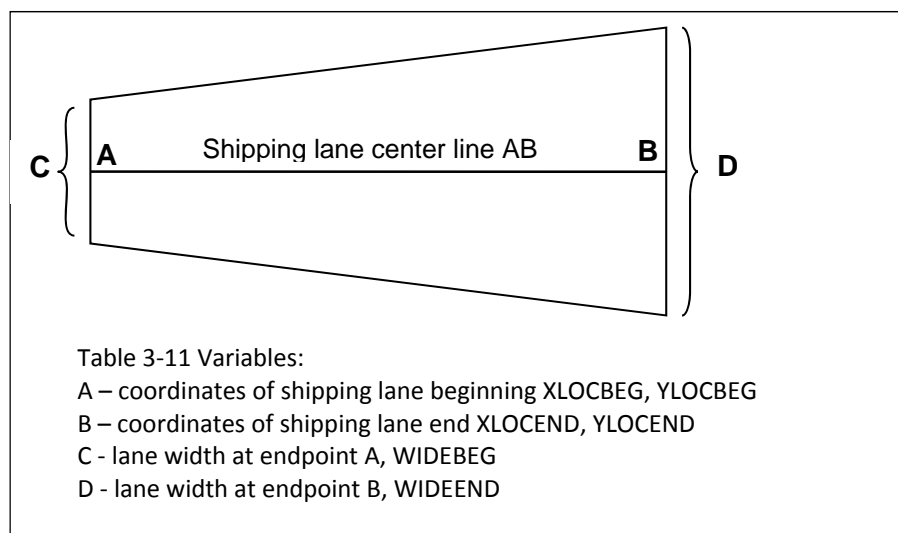 C
A
Shipping lane center line AB
B
D
Table 3-11 Variables:
A – coordinates of shipping lane beginning XLOCBEG, YLOCBEG
B – coordinates of shipping lane end XLOCEND, YLOCEND
C - lane width at endpoint A, WIDEBEG
D - lane width at endpoint B, WIDEEND